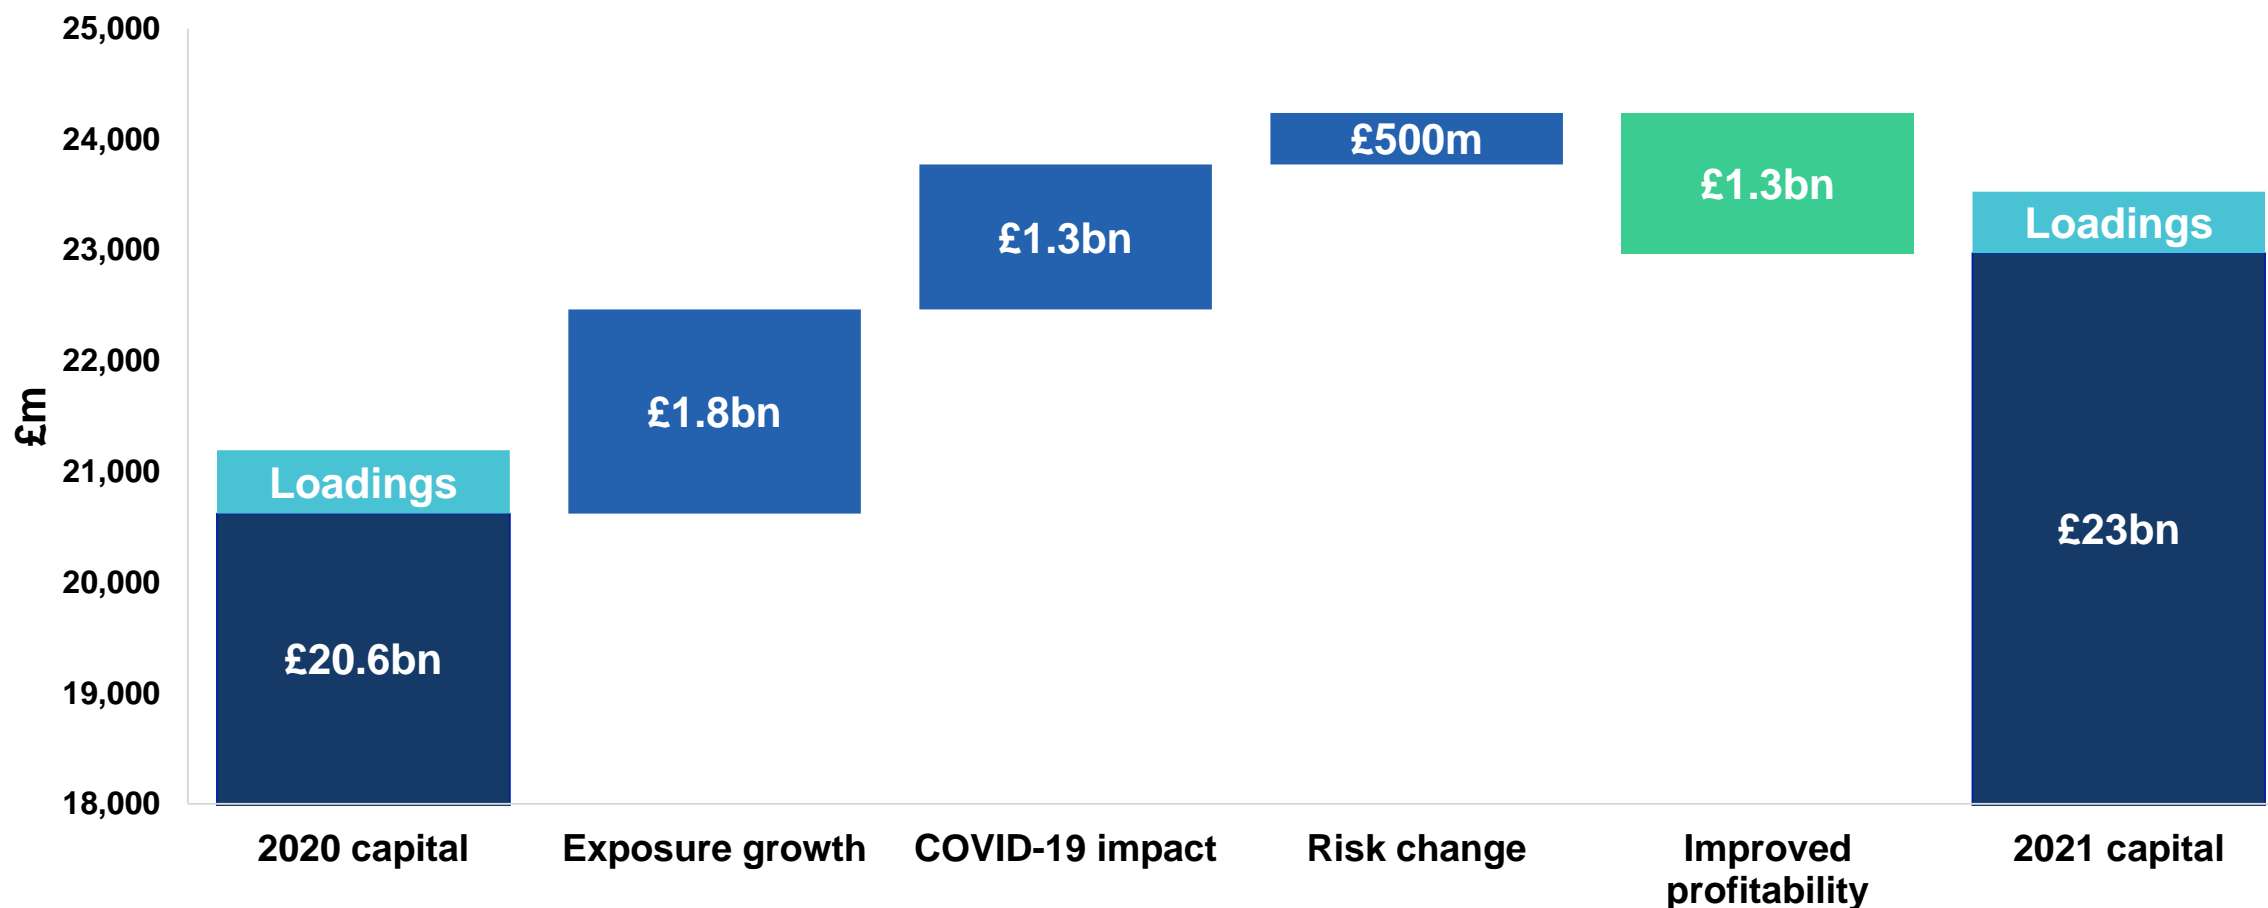 25,000
24,000
23,000
22,000
21,000
20,000
19,000
18,000
£m
Loadings
£20.6bn
£1.8bn
£1.3bn
£500m
£1.3bn
Loadings
£23bn
2020 capital
Exposure growth
COVID-19 impact
Risk change
Improved
profitability
2021 capital